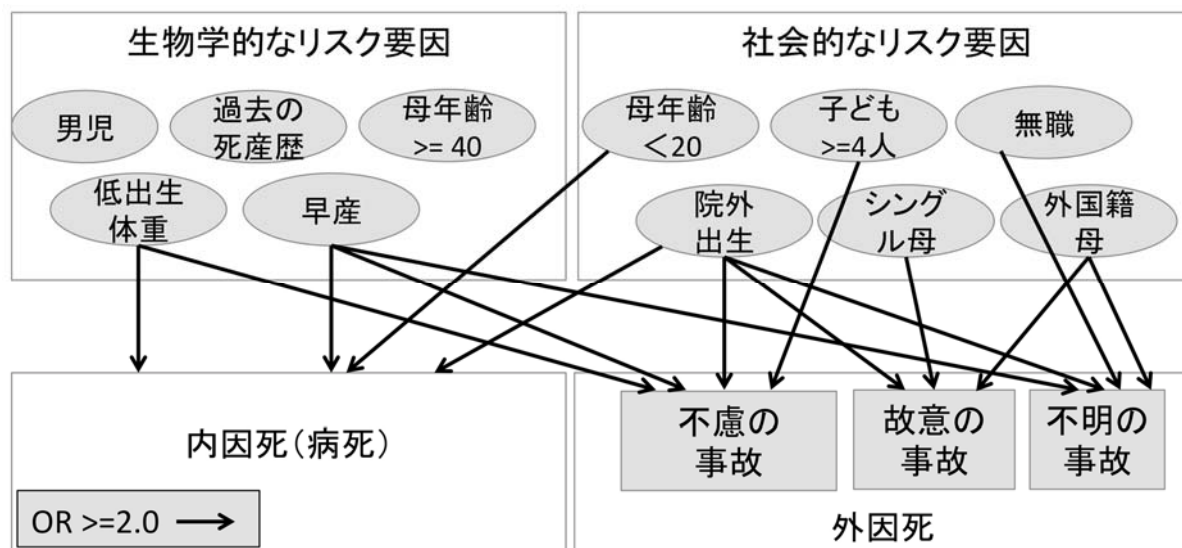 生物学的なリスク要因
男児
過去の
死産歴
母年齢
>= 40
低出生
体重
早産
社会的なリスク要因
母年齢
<20
子ども
>=4人
無職
院外
出生
シング
ル母
外国籍
母
内因死(病死)
OR >=2.0
不慮の
事故
故意の
事故
不明の
事故
外因死